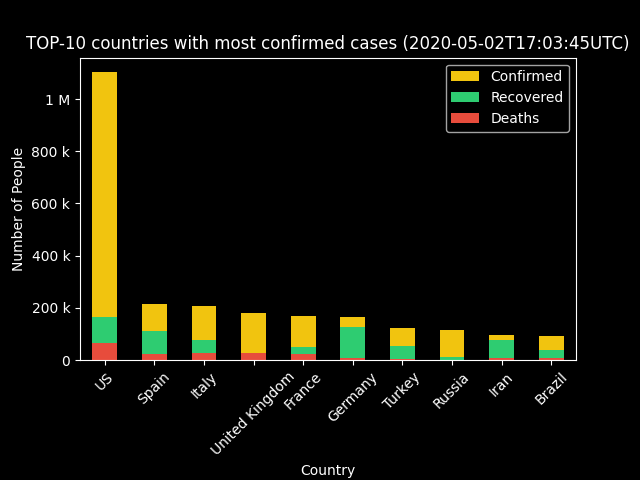 TOP-10 countries with most confirmed cases (2020-05-02T17:03:45UTC)
Confirmed
Recovered
Deaths
Number of People
1 M
800 k
600 k
400 k
200 k
0
US
Spain
Italy
United Kingdom
France
Germany
Turkey
Russia
Iran
Brazil
Country